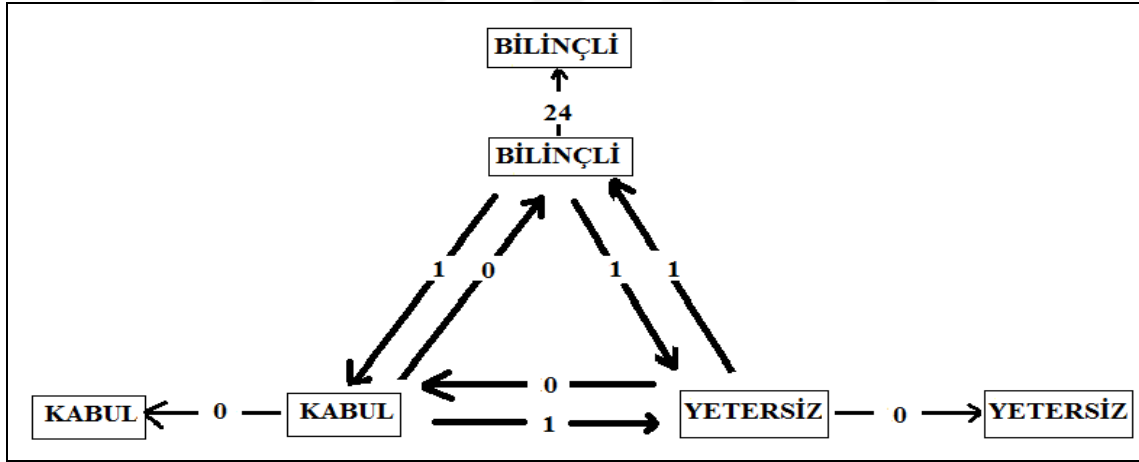 BİLİNÇLİ
24
BİLİNÇLİ
1 0 1 1
0
KABUL 0 KABUL YETERSİZ 0 YETERSİZ
1